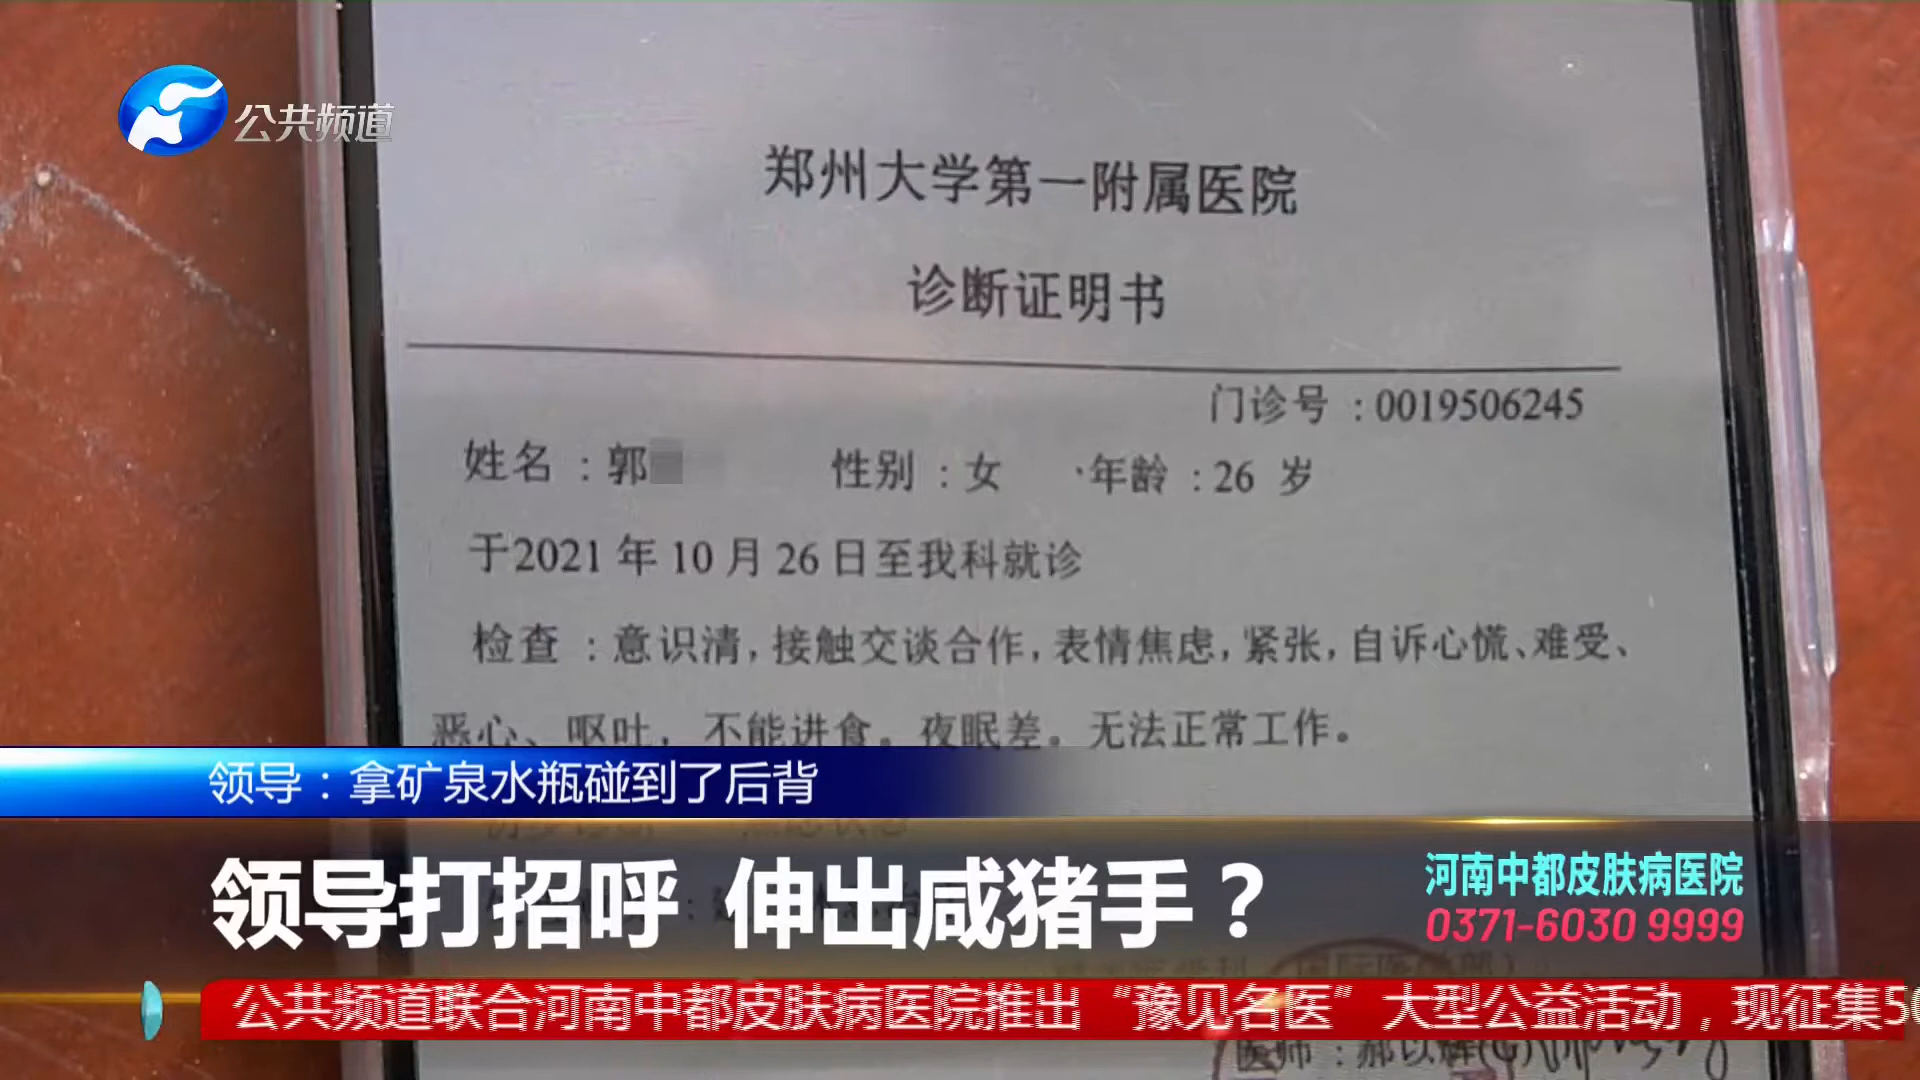 公共频道
郑州大学第一附属医院
诊断证明书
门诊号：0019506245
姓名：郭
性别：女 年龄：26 岁
于2021 年 10 月 26 日至我科就诊
检查：意识清,接触交谈合作,表情焦虑,紧张,自诉心慌、难受、
恶心、呕吐，不能进食。夜眠差。无法正常工作。
领导：拿矿泉水瓶碰到了后背
领导打招呼 伸出咸猪手？
河南中都皮肤病医院
0371-6030 9999
公共频道联合河南中都皮肤病医院推出“豫见名医”大型公益活动，现征集50